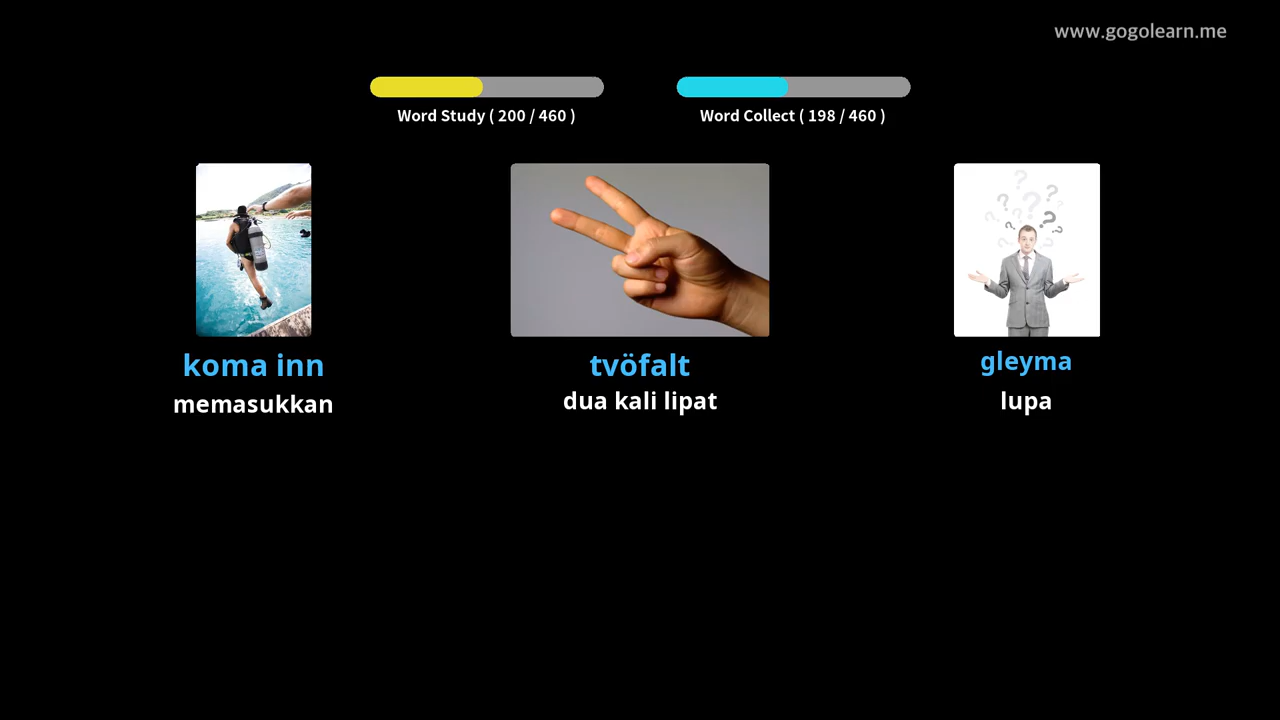 www.gogolearn.me
Word Study ( 200 / 460 )
Word Collect ( 198 / 460 )
koma inn
memasukkan
tvöfalt
dua kali lipat
gleyma
lupa